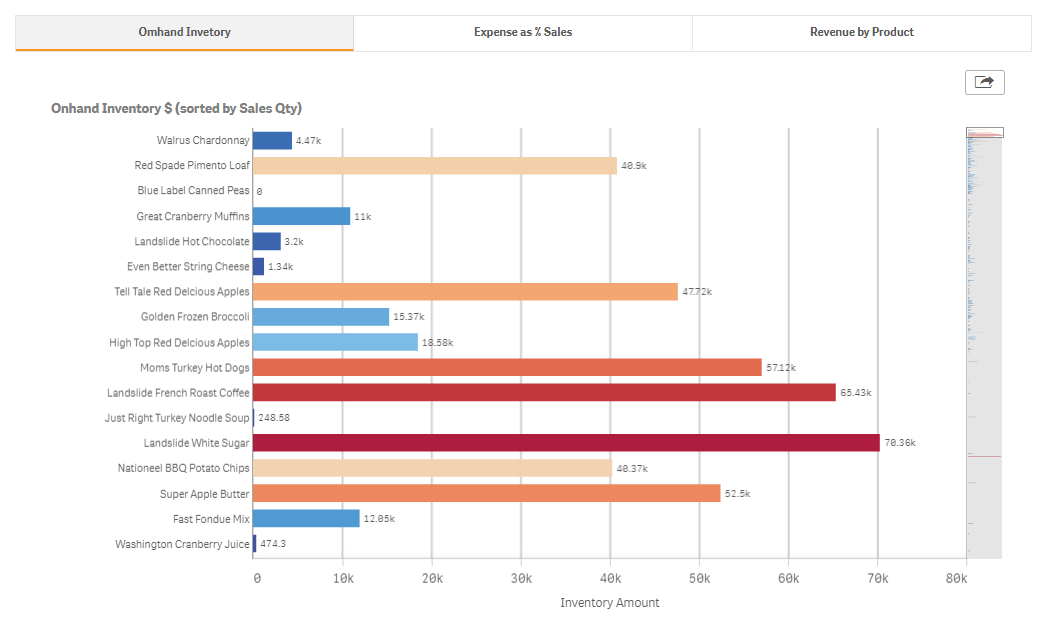 Omhand Invetory
Expense as % Sales
Revenue by Product
Onhand Inventory $ (sorted by Sales Qty)
Walrus Chardonnay 4.47k
Red Spade Pimento Loaf 40.9k
Blue Label Canned Peas 0
Great Cranberry Muffins 11k
Landslide Hot Chocolate 3.2k
Even Better String Cheese 1.34k
Tell Tale Red Delcious Apples 47.72k
Golden Frozen Broccoli 15.37k
High Top Red Delcious Apples 18.58k
Moms Turkey Hot Dogs 57.12k
Landslide French Roast Coffee 65.43k
Just Right Turkey Noodle Soup 248.58
Landslide White Sugar 70.36k
Nationeel BBQ Potato Chips 40.37k
Super Apple Butter 52.5k
Fast Fondue Mix 12.05k
Washington Cranberry Juice 474.3
0 10k 20k 30k 40k 50k 60k 70k 80k
Inventory Amount